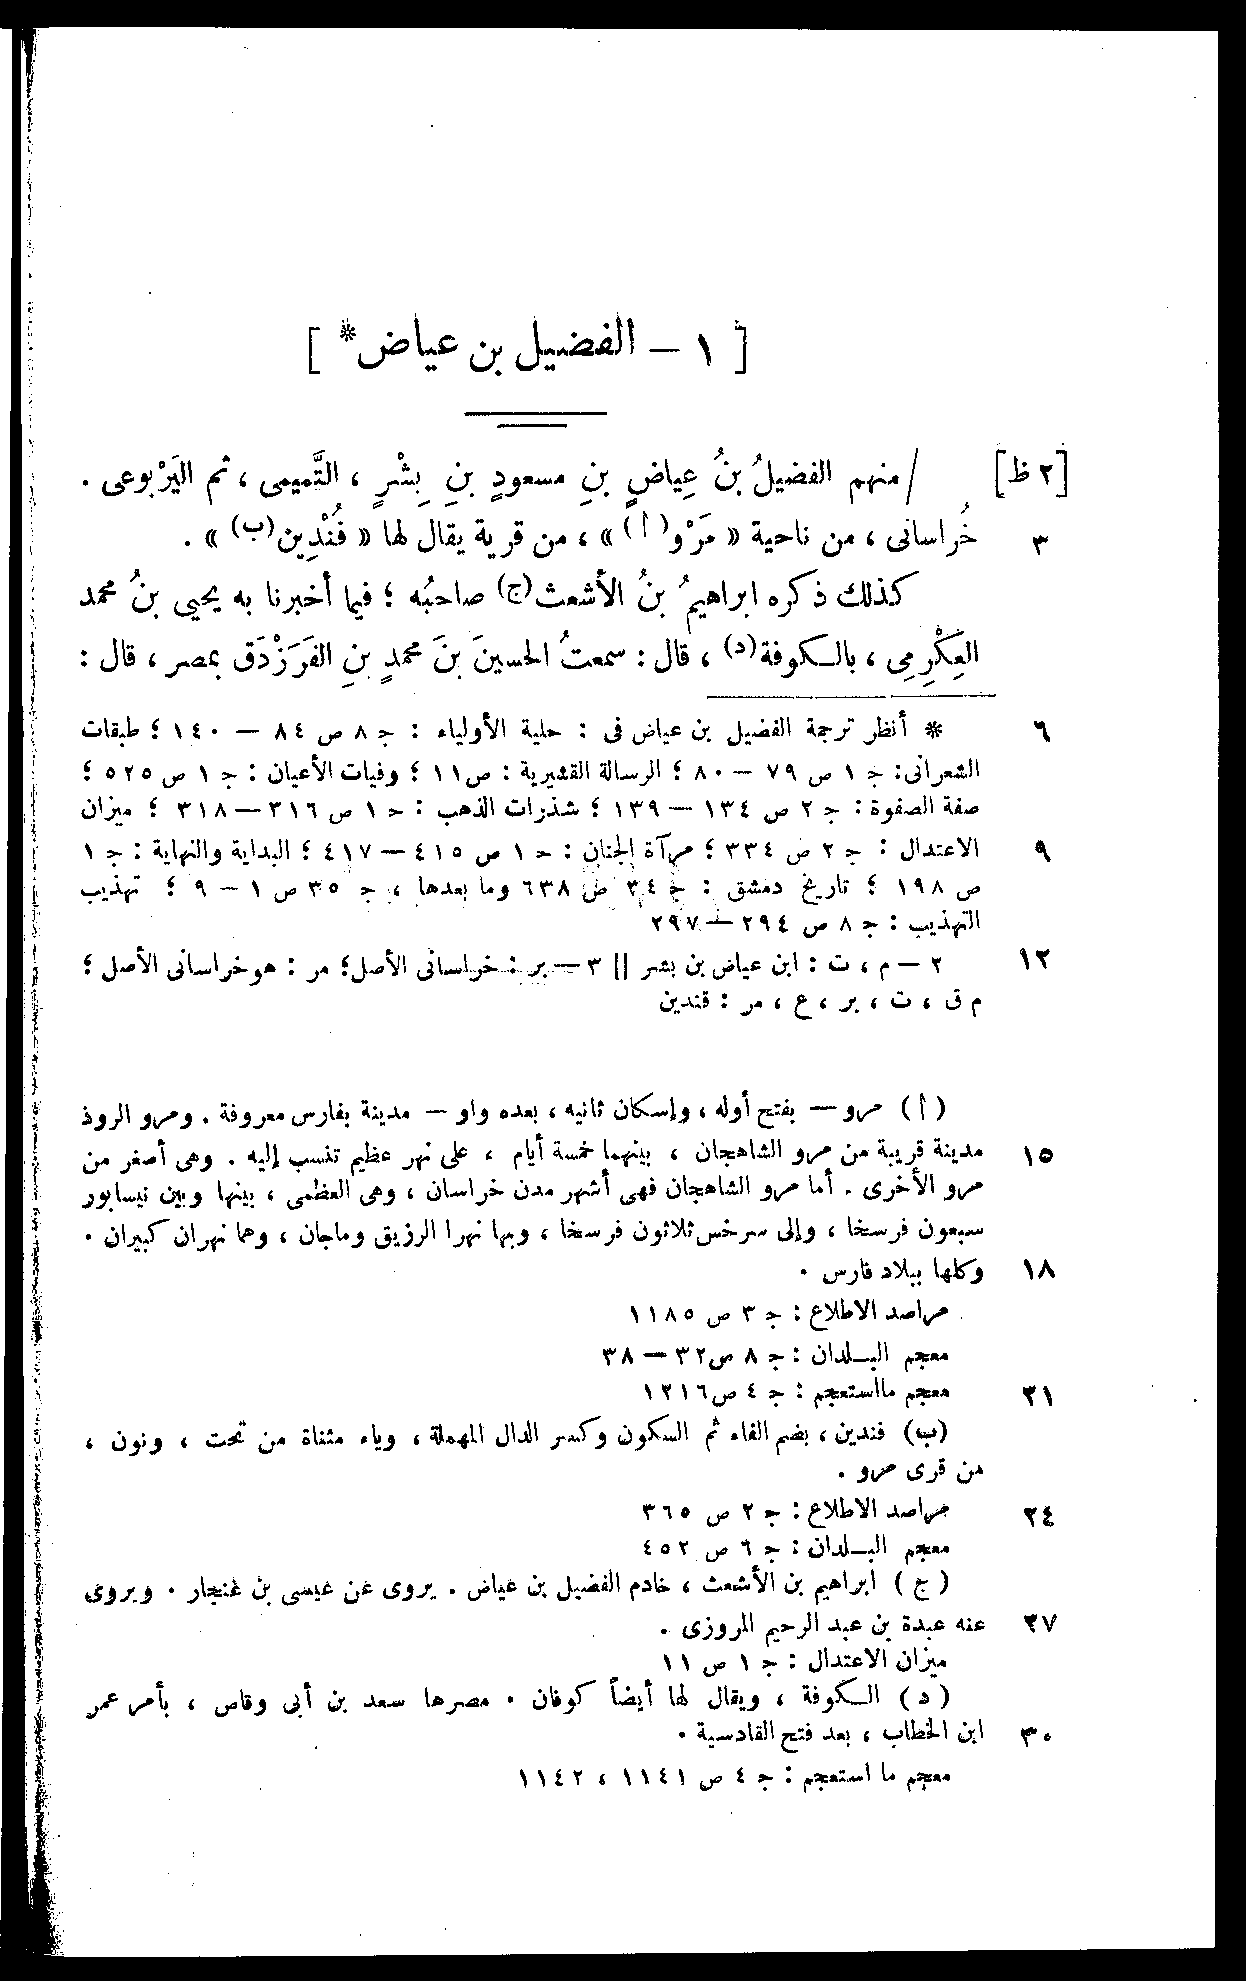 [ ١ – الفضيل بن عياض* ]
[٢ ظ] / منهم الفضيلُ بنُ عِياضٍ بنِ مسعودٍ بنِ بِشْرٍ ، التَّميمى ، ثم اليَرْبوعى .
٣ خُراسانى ، من ناحية « مَرْو(أ) » ، من قرية يقال لها « فُنْدِين(ب) » .
كذلك ذكره ابراهيمُ بنُ الأشعث(ج) صاحبُه ؛ فيما أخبرنا به يحيى بنُ محمد
العِكْرِمِى ، بالكوفة(د) ، قال : سمعتُ الحسينَ بنَ محمدٍ بنِ الفَرَزْدَق بمصر ، قال :
٦ * أنظر ترجمة الفضيل بن عياض فى : حلية الأولياء : ج ٨ ص ٨٤ – ١٤٠ ؛ طبقات
الشعرانى : ج ١ ص ٧٩ – ٨٠ ؛ الرسالة القشيرية : ص ١١ ؛ وفيات الأعيان : ج ١ ص ٥٢٥ ؛
صفة الصفوة : ج ٢ ص ١٣٤ – ١٣٩ ؛ شذرات الذهب : ح ١ ص ٣١٦ – ٣١٨ ؛ ميزان
٩ الاعتدال : ج ٢ ص ٣٣٤ ؛ مرآة الجنان : ح ١ ص ٤١٥ – ٤١٧ ؛ البداية والنهاية : ج ١
ص ١٩٨ ؛ تاريخ دمشق : ج ٣٤ ص ٦٣٨ وما بعدها ، ج ٣٥ ص ١ – ٩ ؛ تهذيب
التهذيب : ج ٨ ص ٢٩٤ – ٢٩٧
١٢ ٢ – م ، ت : ابن عياض بن بشر || ٣ – بر : خراسانى الأصل ؛ مر : هو خراسانى الأصل ؛
م ق ، ت ، بر ، ع ، مر : قندين
(أ) مرو – بفتح أوله ، وإسكان ثانيه ، بعده واو – مدينة بفارس معروفة . ومرو الروذ
١٥ مدينة قريبة من مرو الشاهجان ، بينهما خمسة أيام ، على نهر عظيم تنسب إليه . وهى أصغر من
مرو الأخرى . أما مرو الشاهجان فهى أشهر مدن خراسان ، وهى العظمى ، بينها وبين نيسابور
سبعون فرسخا ، وإلى سرخس ثلاثون فرسخا ، وبها نهرا الرزيق وماجان ، وهما نهران كبيران .
١٨ وكلها ببلاد فارس .
مراصد الاطلاع : ج ٣ ص ١١٨٥
معجم البلدان : ج ٨ ص ٣٢ – ٣٨
٢١ معجم مااستعجم : ج ٤ ص ١٢١٦
(ب) فندين ، بضم الفاء ثم السكون وكسر الدال المهملة ، وياء مثناة من تحت ، ونون ،
من قرى مرو .
٢٤ مراصد الاطلاع : ج ٢ ص ٣٦٥
معجم البلدان : ج ٦ ص ٤٥٢
(ج) ابراهيم بن الأشعث ، خادم الفضيل بن عياض . يروى عن عيسى بن غنجار . ويروى
٢٧ عنه عبدة بن عبد الرحيم المروزى .
ميزان الاعتدال : ج ١ ص ١١
(د) الكوفة ، ويقال لها أيضاً كوفان . مصرها سعد بن أبى وقاص ، بأمر عمر
٣٠ ابن الخطاب ، بعد فتح القادسية .
معجم ما استعجم : ج ٤ ص ١١٤١ ، ١١٤٢